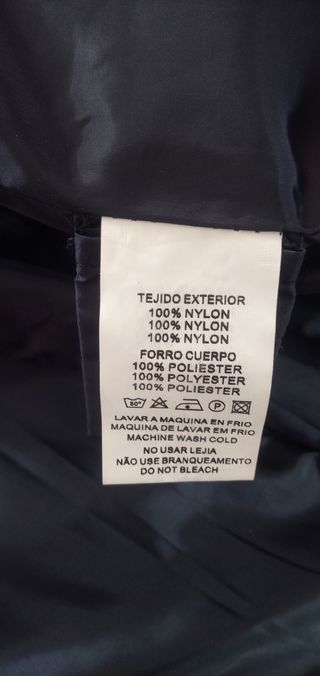 TEJIDO EXTERIOR
100% NYLON
100% NYLON
100% NYLON
FORRO CUERPO
100% POLIESTER
100% POLYESTER
100% POLIESTER
80° P
LAVAR A MAQUINA EN FRIO
MAQUINA DE LAVAR EM FRIO
MACHINE WASH COLD
NO USAR LEJIA
NÃO USE BRANQUEAMENTO
DO NOT BLEACH